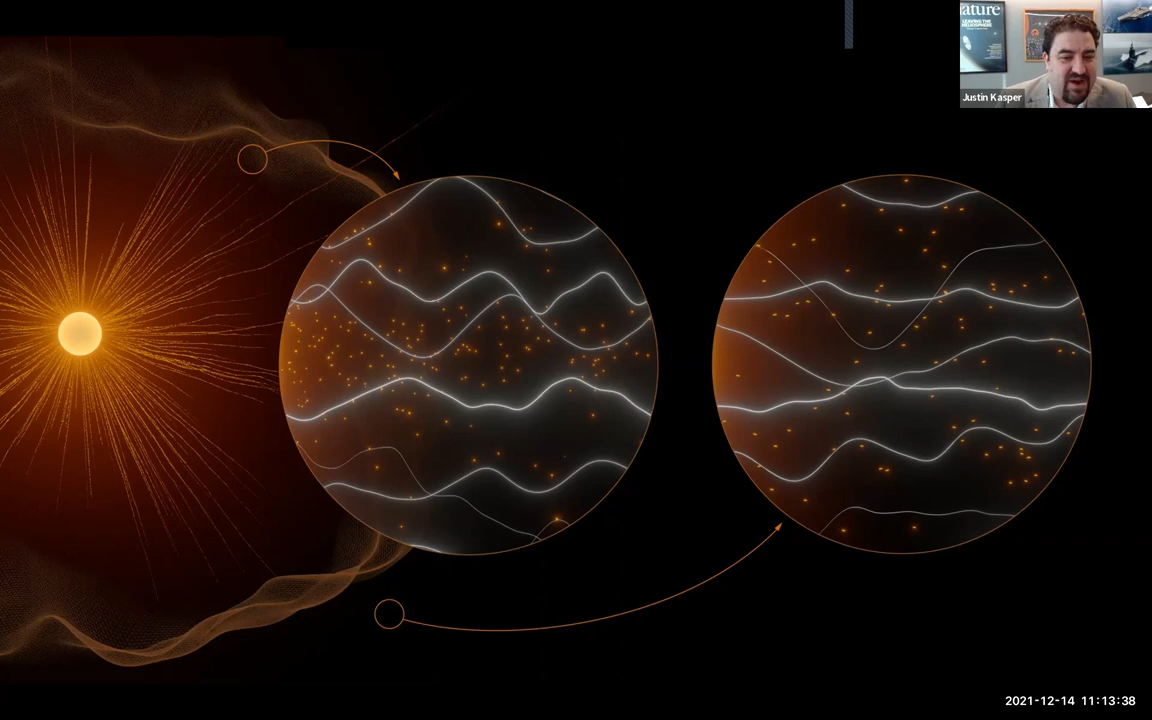 ature
LEAVING THE
HELIOSPHERE
Justin Kasper
2021-12-14 11:13:38